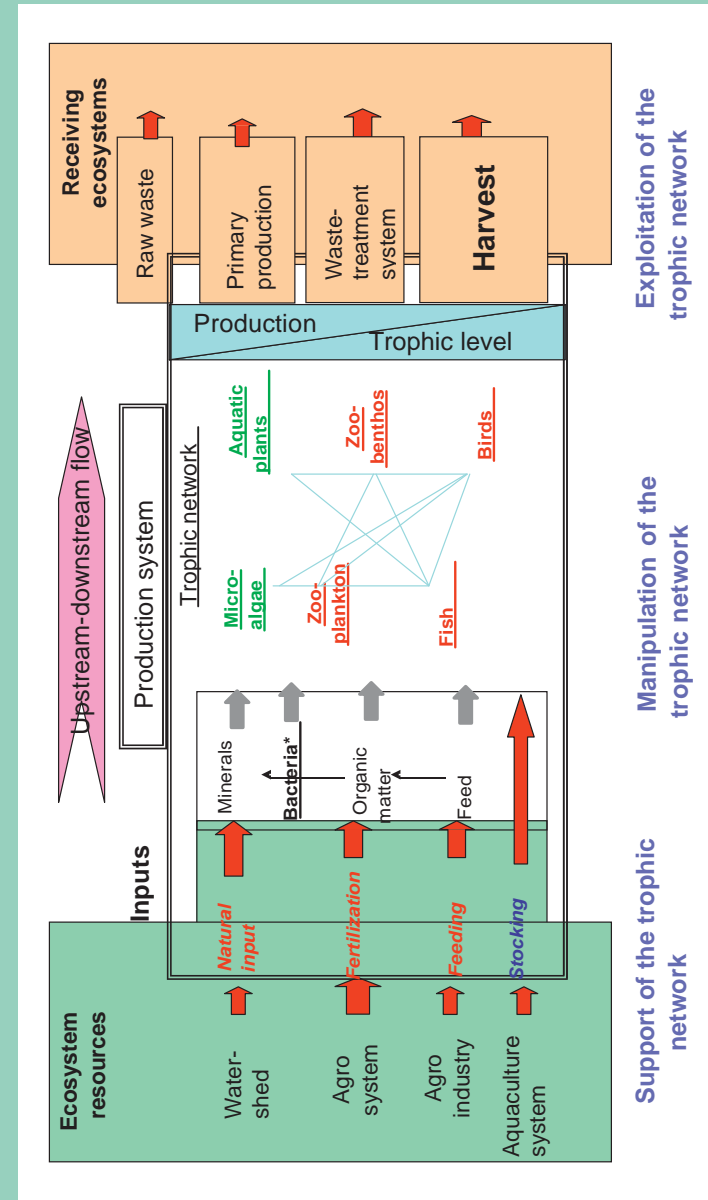 Upstream-downstream flow
Ecosystem
resources
Inputs
Production system
Receiving
ecosystems
Water-
shed
Agro
system
Agro
industry
Aquaculture
system
Natural
input
Fertilization
Feeding
Stocking
Minerals
Bacteria*
Organic
matter
Feed
Trophic network
Micro-
algae
Zoo-
plankton
Fish
Aquatic
plants
Zoo-
benthos
Birds
Production
Trophic level
Raw waste
Primary
production
Waste-
treatment
system
Harvest
Support of the trophic
network
Manipulation of the
trophic network
Exploitation of the
trophic network